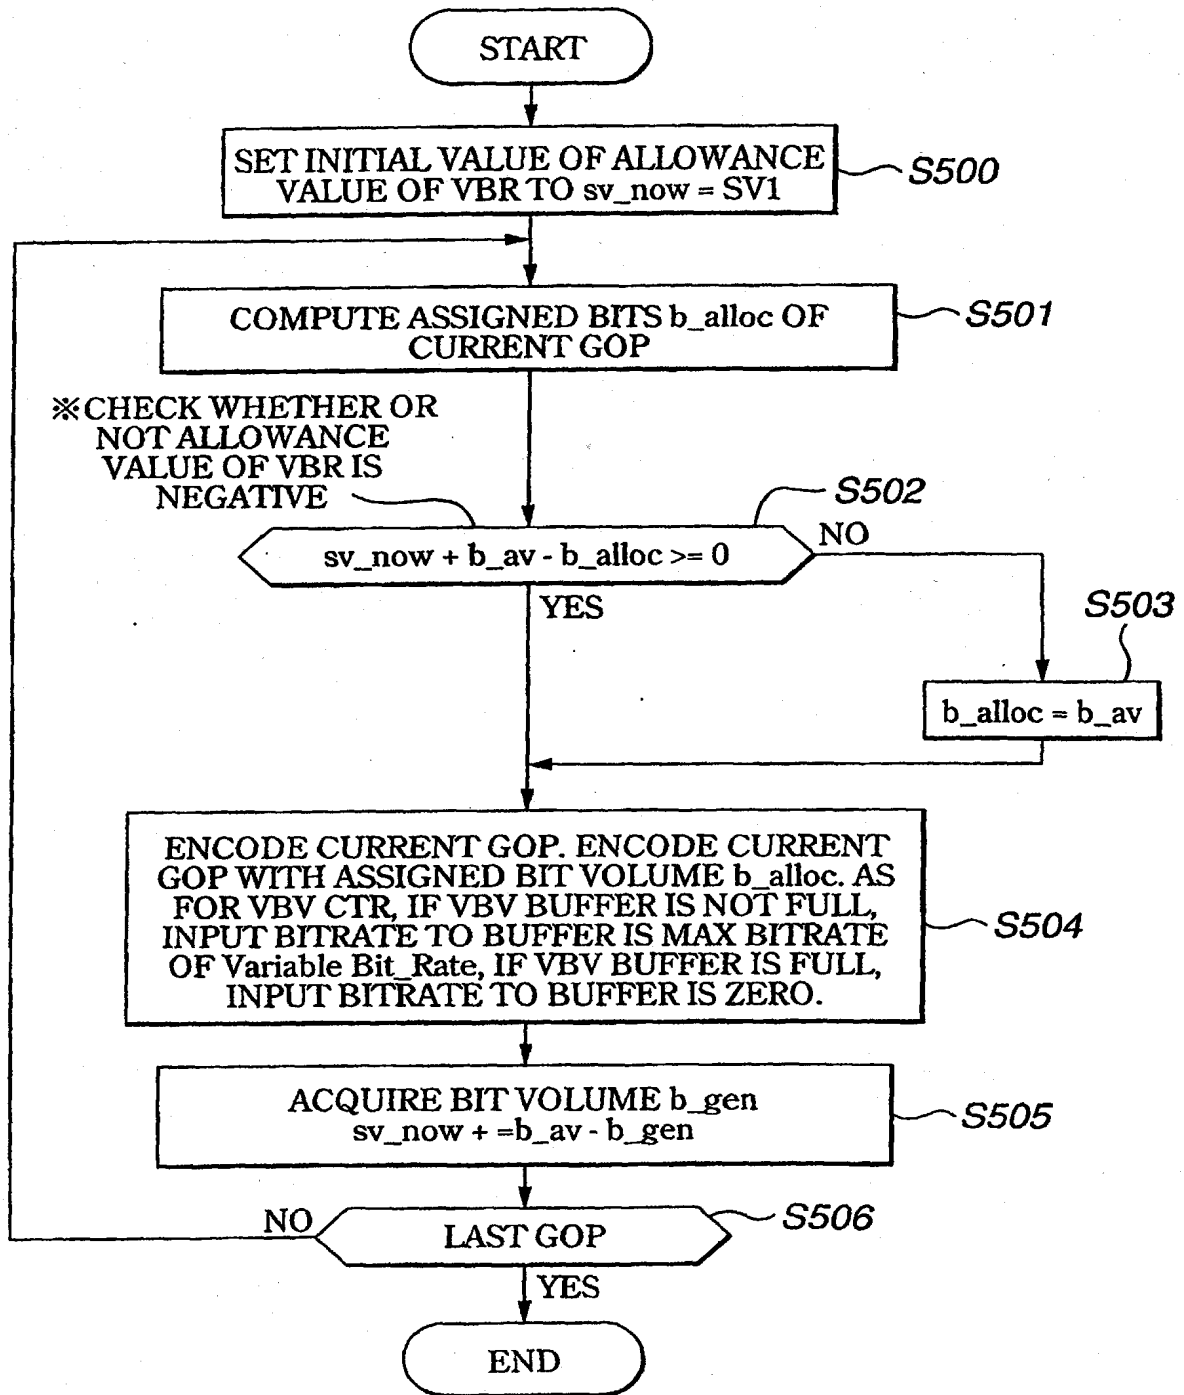 START
SET INITIAL VALUE OF ALLOWANCE
VALUE OF VBR TO sv_now = SV1
S500
COMPUTE ASSIGNED BITS b_alloc OF
CURRENT GOP
S501
※CHECK WHETHER OR
NOT ALLOWANCE
VALUE OF VBR IS
NEGATIVE
S502
sv_now + b_av - b_alloc >= 0
NO
YES
S503
b_alloc = b_av
ENCODE CURRENT GOP. ENCODE CURRENT
GOP WITH ASSIGNED BIT VOLUME b_alloc. AS
FOR VBV CTR, IF VBV BUFFER IS NOT FULL,
INPUT BITRATE TO BUFFER IS MAX BITRATE
OF Variable Bit_Rate, IF VBV BUFFER IS FULL,
INPUT BITRATE TO BUFFER IS ZERO.
S504
ACQUIRE BIT VOLUME b_gen
sv_now + =b_av - b_gen
S505
NO
LAST GOP
S506
YES
END